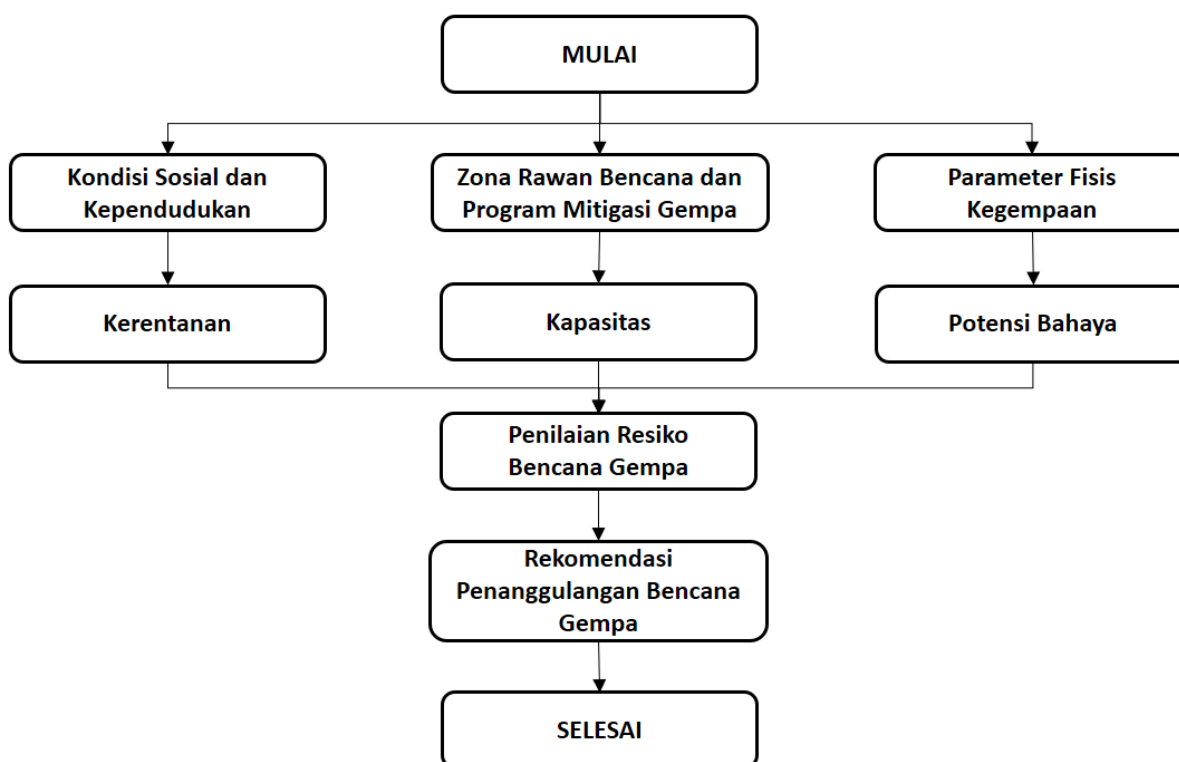 MULAI
Kondisi Sosial dan
Kependudukan
Zona Rawan Bencana dan
Program Mitigasi Gempa
Parameter Fisis
Kegempaan
Kerentanan
Kapasitas
Potensi Bahaya
Penilaian Resiko
Bencana Gempa
Rekomendasi
Penanggulangan Bencana
Gempa
SELESAI